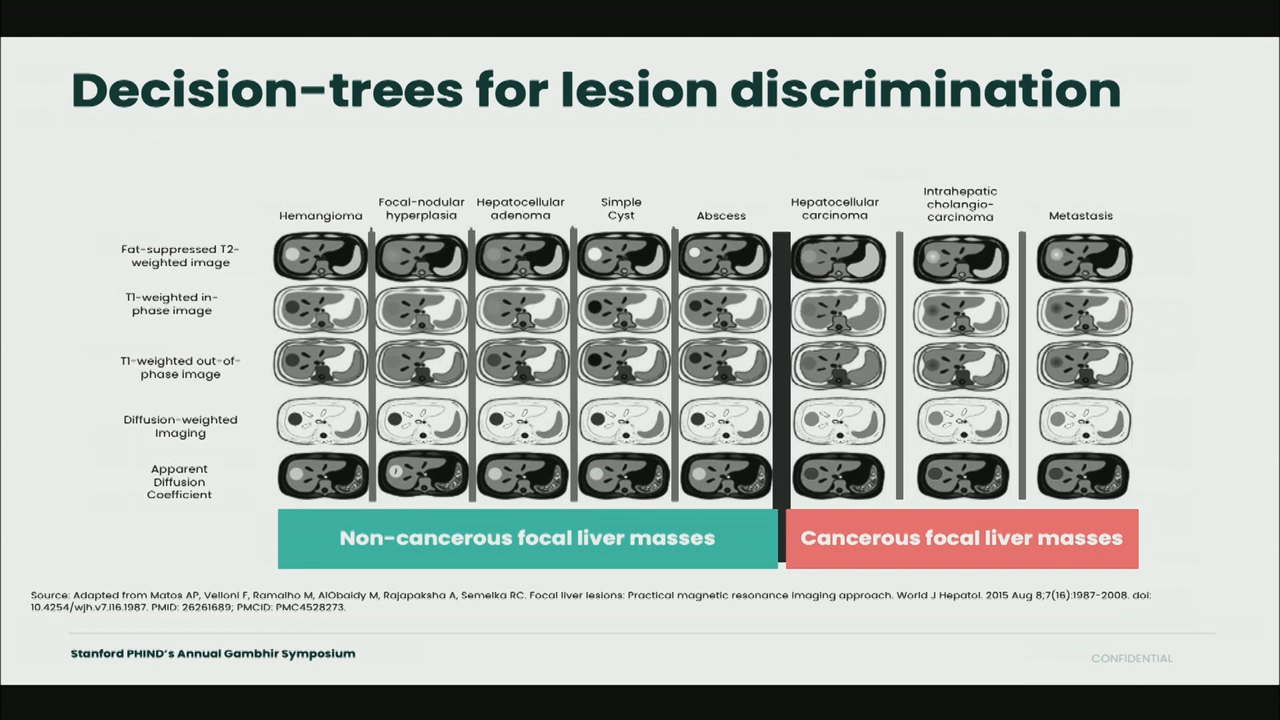 Decision-trees for lesion discrimination
Hemangioma
Focal-nodular
hyperplasia
Hepatocellular
adenoma
Simple
Cyst
Abscess
Hepatocellular
carcinoma
Intrahepatic
cholangio-
carcinoma
Metastasis
Fat-suppressed T2-
weighted image
T1-weighted in-
phase image
T1-weighted out-of-
phase image
Diffusion-weighted
Imaging
Apparent
Diffusion
Coefficient
Non-cancerous focal liver masses
Cancerous focal liver masses
Source: Adapted from Matos AP, Velloni F, Ramalho M, AlObaidy M, Rajapaksha A, Semelka RC. Focal liver lesions: Practical magnetic resonance imaging approach. World J Hepatol. 2015 Aug 8;7(16):1987-2008. doi:
10.4254/wjh.v7.i16.1987. PMID: 26261689; PMCID: PMC4528273.
Stanford PHIND's Annual Gambhir Symposium
CONFIDENTIAL